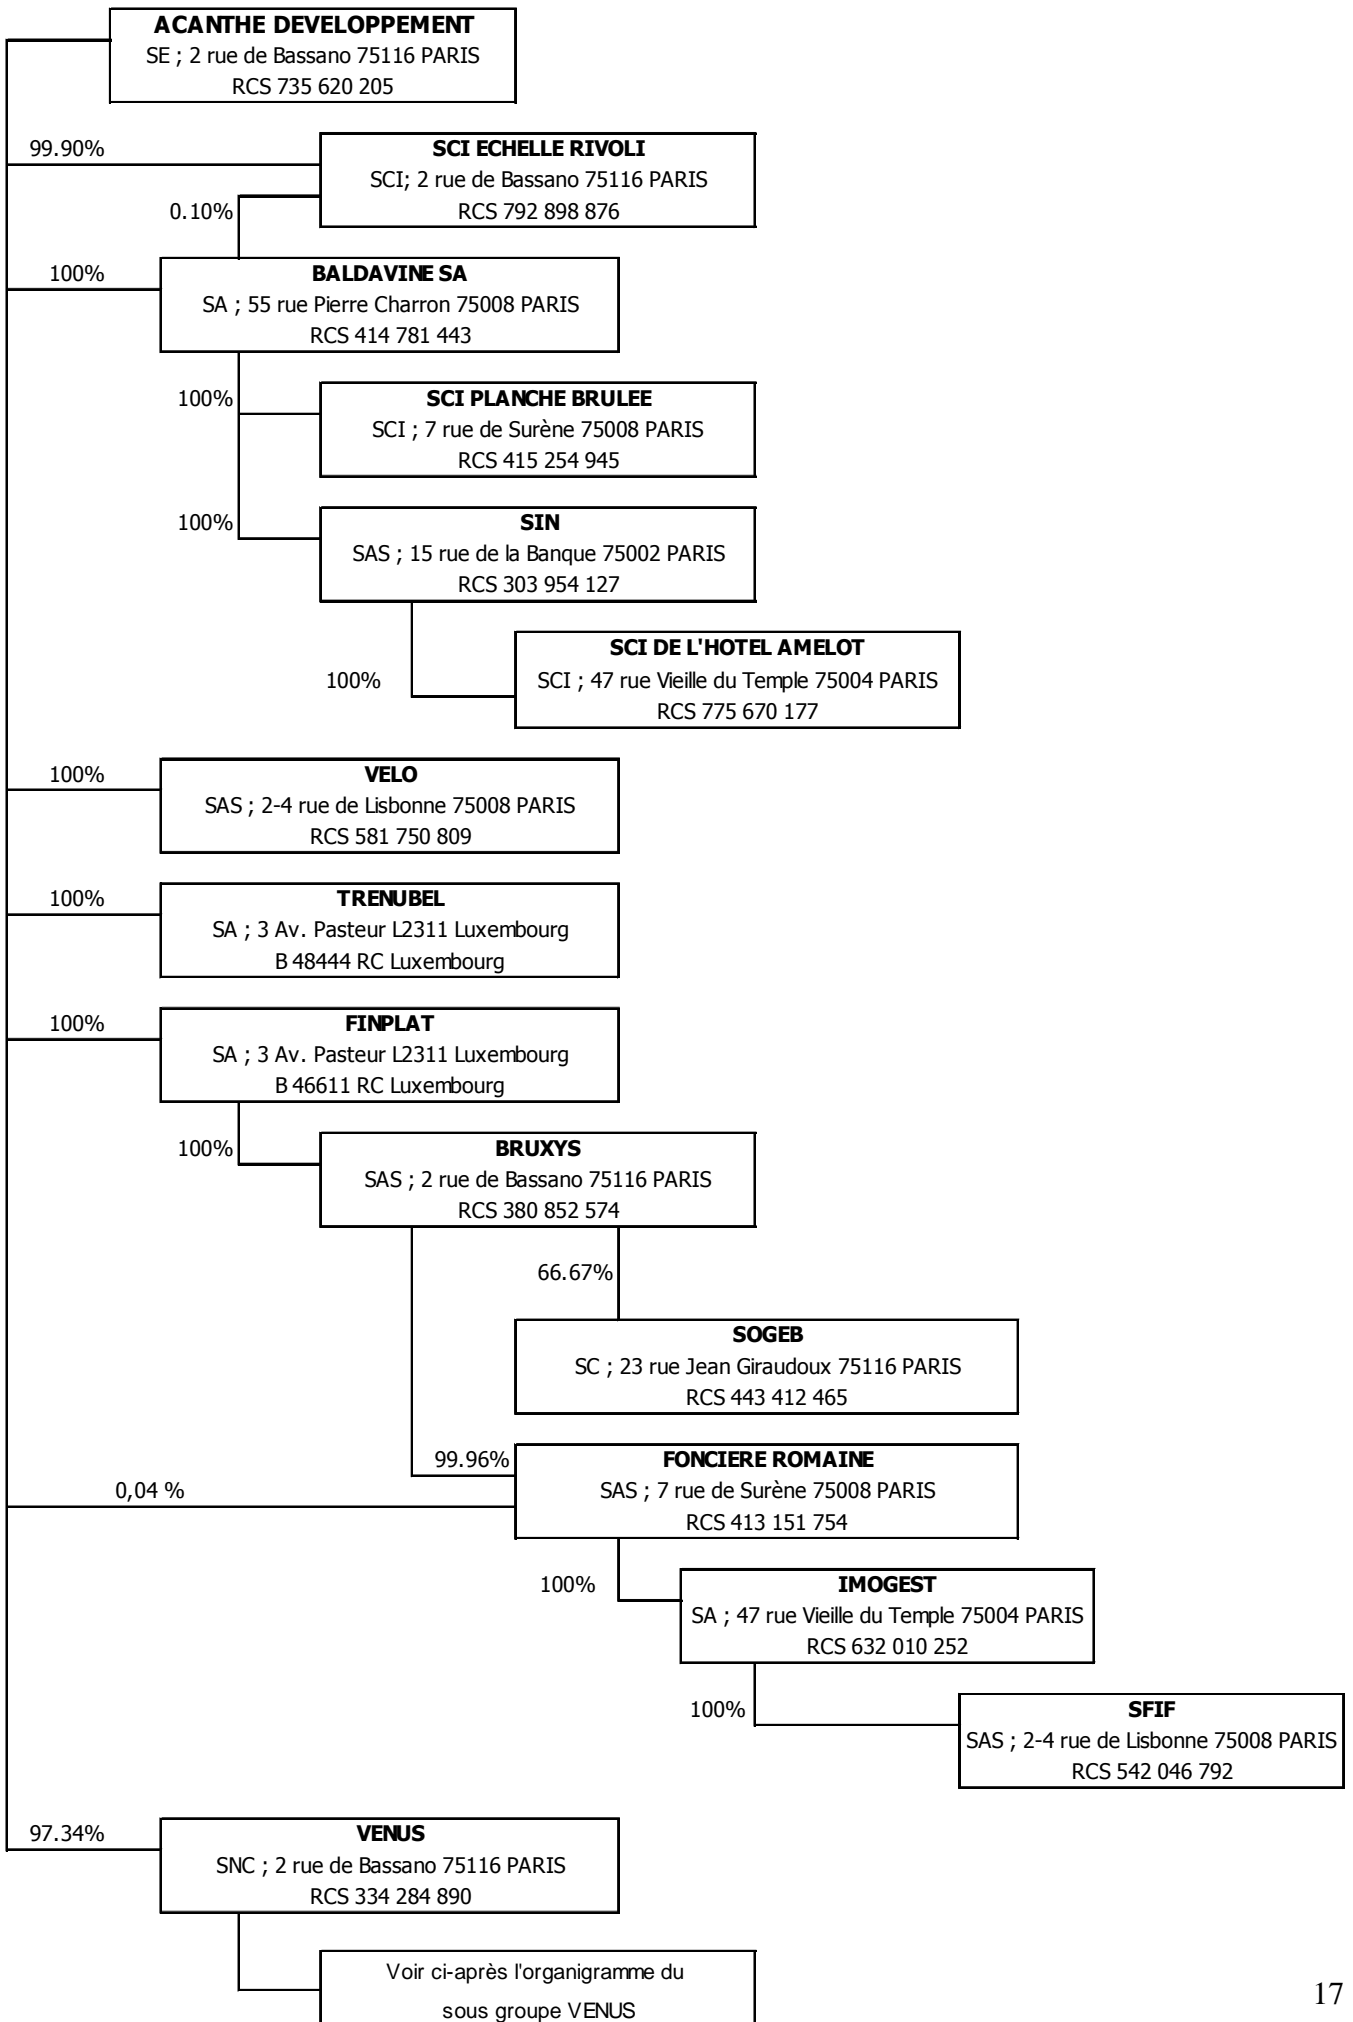 ACANTHE DEVELOPPEMENT
SE ; 2 rue de Bassano 75116 PARIS
RCS 735 620 205
99.90%
SCI ECHELLE RIVOLI
SCI; 2 rue de Bassano 75116 PARIS
0.10%
RCS 792 898 876
100%
BALDAVINE SA
SA ; 55 rue Pierre Charron 75008 PARIS
RCS 414 781 443
100%
SCI PLANCHE BRULEE
SCI ; 7 rue de Surène 75008 PARIS
RCS 415 254 945
100%
SIN
SAS ; 15 rue de la Banque 75002 PARIS
RCS 303 954 127
SCI DE L'HOTEL AMELOT
100%
SCI ; 47 rue Vieille du Temple 75004 PARIS
RCS 775 670 177
100%
VELO
SAS ; 2-4 rue de Lisbonne 75008 PARIS
RCS 581 750 809
100%
TRENUBEL
SA ; 3 Av. Pasteur L2311 Luxembourg
B 48444 RC Luxembourg
100%
FINPLAT
SA ; 3 Av. Pasteur L2311 Luxembourg
B 46611 RC Luxembourg
100%
BRUXYS
SAS ; 2 rue de Bassano 75116 PARIS
RCS 380 852 574
66.67%
SOGEB
SC ; 23 rue Jean Giraudoux 75116 PARIS
RCS 443 412 465
99.96%
FONCIERE ROMAINE
0,04 %
SAS ; 7 rue de Surène 75008 PARIS
RCS 413 151 754
100%
IMOGEST
SA ; 47 rue Vieille du Temple 75004 PARIS
RCS 632 010 252
100%
SFIF
SAS ; 2-4 rue de Lisbonne 75008 PARIS
RCS 542 046 792
97.34%
VENUS
SNC ; 2 rue de Bassano 75116 PARIS
RCS 334 284 890
Voir ci-après l'organigramme du
sous groupe VENUS
17